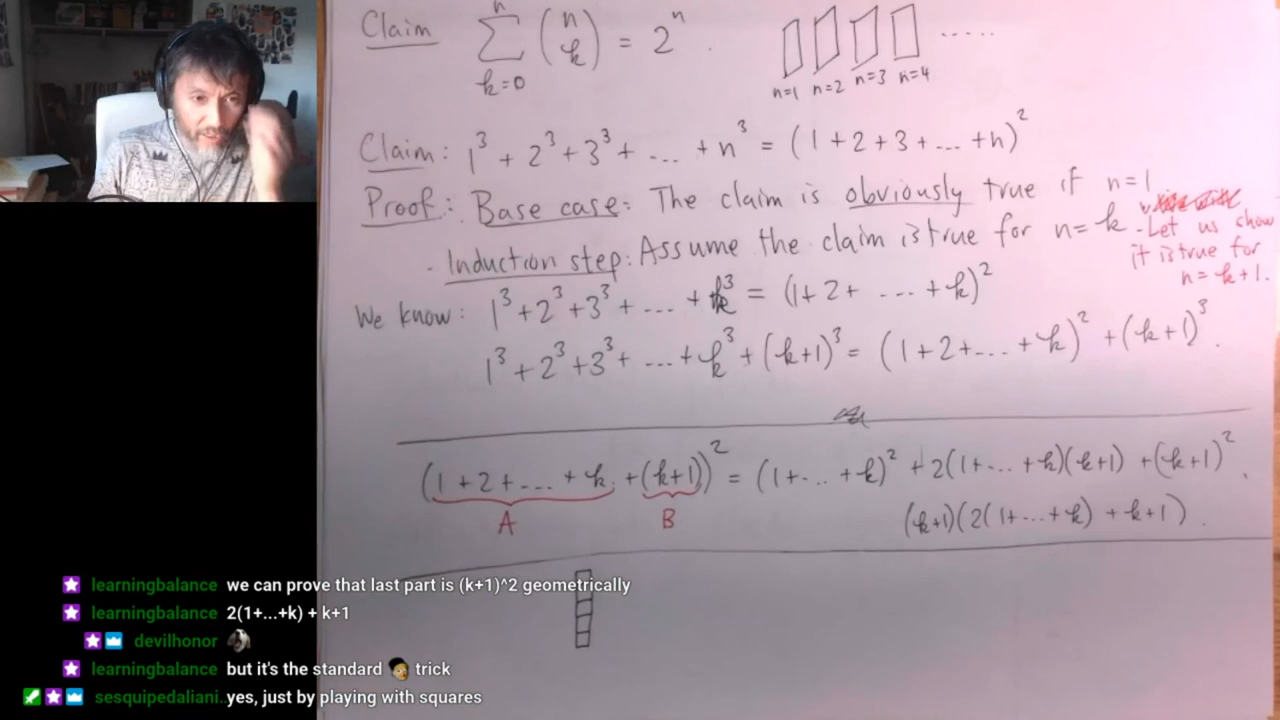 Claim ∑_{k=0}^{n} (n k) = 2^n .
.....
n=1 n=2 n=3 n=4
Claim: 1^3 + 2^3 + 3^3 + ... + n^3 = (1+2+3+...+n)^2
Proof: Base case: The claim is obviously true if n=1
. Induction step: Assume the claim is true for n=k. Let us show
it is true for
n=k+1.
We know: 1^3+2^3+3^3+ ... + k^3 = (1+2+ ... +k)^2
1^3+2^3+3^3+ ... +k^3+(k+1)^3= (1+2+...+k)^2 +(k+1)^3.
(1+2+...+k+(k+1))^2 = (1+...+k)^2 +2(1+...+k)(k+1) +(k+1)^2.
A B
(k+1)(2(1+...+k) +k+1).
learningbalance we can prove that last part is (k+1)^2 geometrically
learningbalance 2(1+...+k) + k+1
devilhonor
learningbalance but it's the standard trick
sesquipedaliani.. yes, just by playing with squares